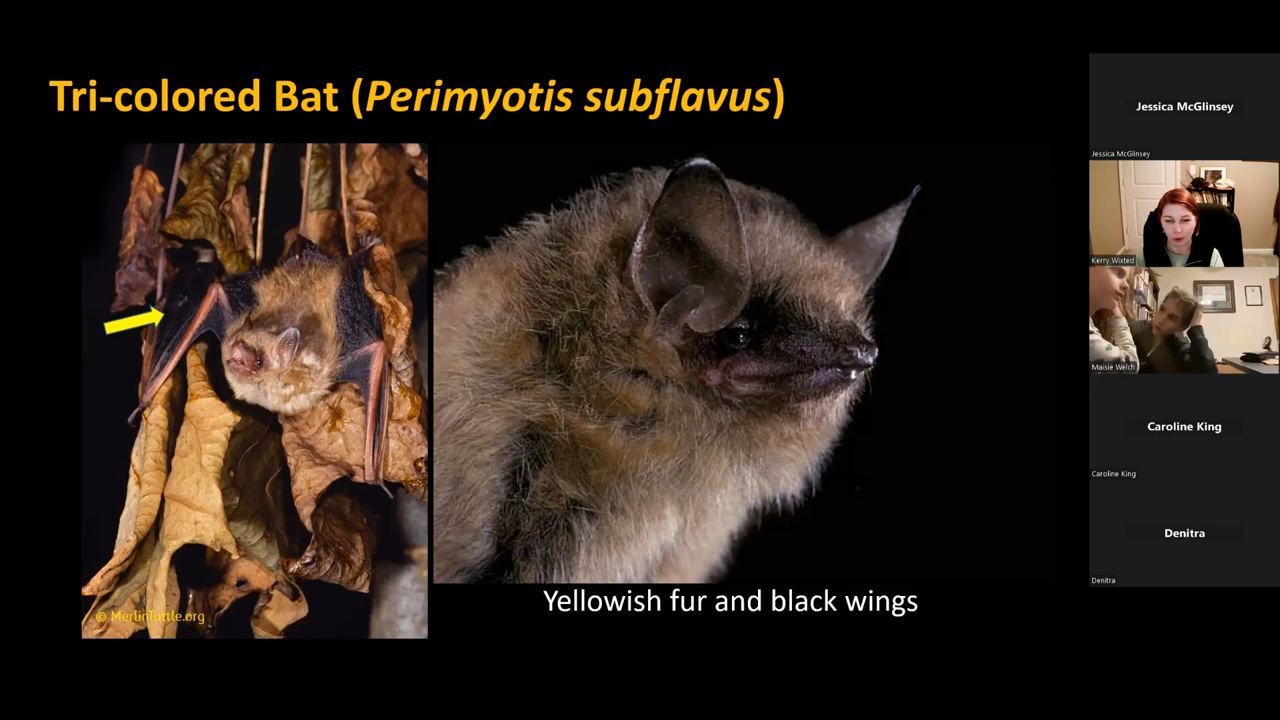 Tri-colored Bat (Perimyotis subflavus)
© MerlinTuttle.org
Yellowish fur and black wings
Jessica McGlinsey
Jessica McGlinsey
Kerry Wixted
Maisie Welch
Caroline King
Caroline King
Denitra
Denitra